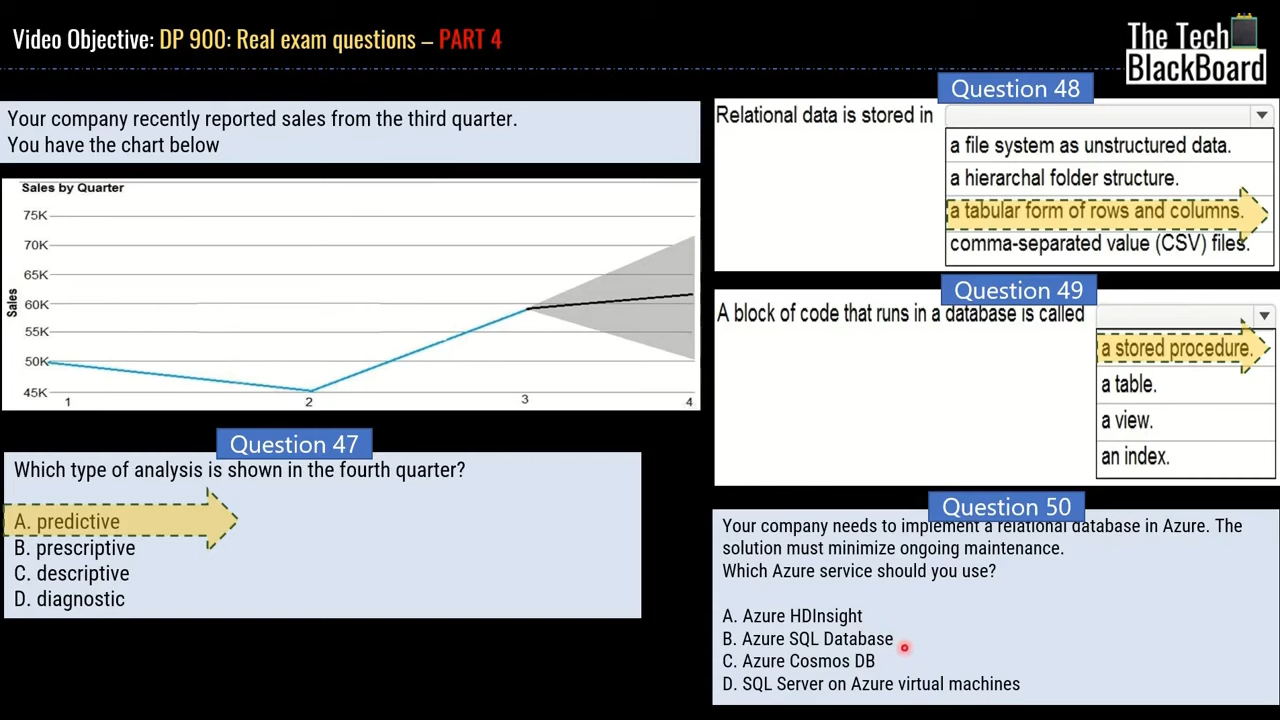 Video Objective: DP 900: Real exam questions – PART 4
The Tech
BlackBoard
Your company recently reported sales from the third quarter.
You have the chart below
Sales by Quarter
75K
70K
65K
60K
55K
50K
45K
Sales
1
2
3
4
Question 47
Which type of analysis is shown in the fourth quarter?
A. predictive
B. prescriptive
C. descriptive
D. diagnostic
Question 48
Relational data is stored in
a file system as unstructured data.
a hierarchal folder structure.
a tabular form of rows and columns.
comma-separated value (CSV) files.
Question 49
A block of code that runs in a database is called
a stored procedure.
a table.
a view.
an index.
Question 50
Your company needs to implement a relational database in Azure. The
solution must minimize ongoing maintenance.
Which Azure service should you use?
A. Azure HDInsight
B. Azure SQL Database
C. Azure Cosmos DB
D. SQL Server on Azure virtual machines